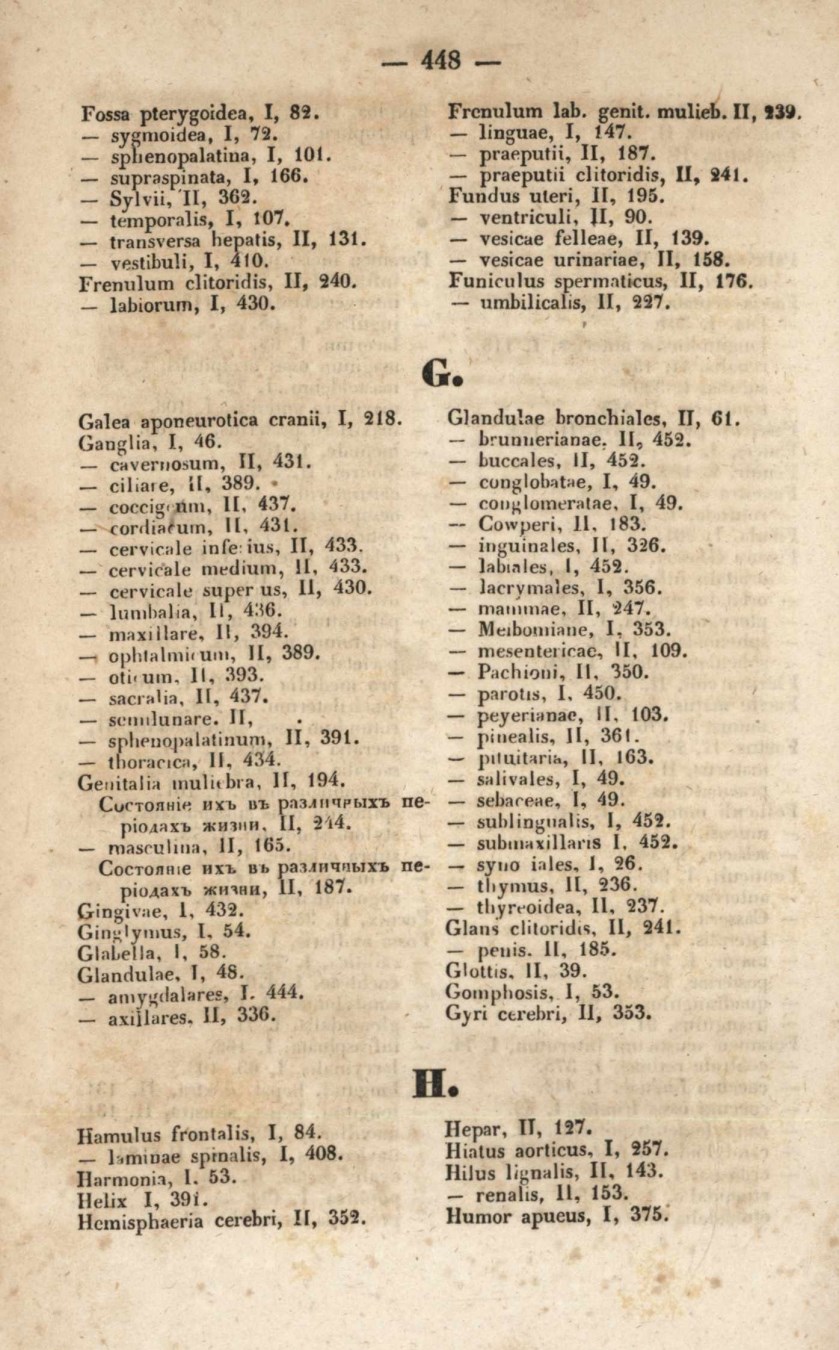 — 448 —
Fossa pterygoidea, I, 82.
— sygmoidea, I, 72.
— sphenopalatina, I, 101.
— supraspinata, I, 166.
— Sylvii, II, 362.
— temporalis, I, 107.
— transversa hepatis, II, 131.
— vestibuli, I, 410.
Frenulum clitoridis, II, 240.
— labiorum, I, 430.
Frenulum lab. genit. mulieb. II, 239.
— linguae, I, 147.
— praeputii, II, 187.
— praeputii clitoridis, II, 241.
Fundus uteri, II, 195.
— ventriculi, II, 90.
— vesicae felleae, II, 139.
— vesicae urinariae, II, 158.
Funiculus spermaticus, II, 176.
— umbilicalis, II, 227.
G.
Galea aponeurotica cranii, I, 218.
Ganglia, I, 46.
— cavernosum, II, 431.
— ciliare, II, 389.
— coccig um, II, 437.
— cordiacum, II, 431.
— cervicale inferius, II, 433.
— cervicale medium, II, 433.
— cervicale super us, II, 430.
— lumbalia, II, 436.
— maxillare, II, 394.
— ophtalmicum, II, 389.
— oticum, II, 393.
— sacralia, II, 437.
— semilunare. II,
— sphenopalatinum, II, 391.
— thoracica, II, 434.
Genitalia muliebra, II, 194.
Состояніе ихъ въ различныхъ пе-
ріодахъ жизни, II, 244.
— masculina, II, 165.
Состояніе ихъ въ различныхъ пе-
ріодахъ жизни, II, 187.
Gingivae, I, 432.
Ginglymus, I, 54.
Glabella, I, 58.
Glandulae, I, 48.
— amygdalares, I. 444.
— axillares, II, 336.
Glandulae bronchiales, II, 61.
— brunnerianae, II, 452.
— buccales, II, 452.
— conglobatae, I, 49.
— conglomeratae, I, 49.
— Cowperi, II, 183.
— inguinales, II, 326.
— labiales, I, 452.
— lacrymales, I, 356.
— mammae, II, 247.
— Meibomiane, I, 353.
— mesentericae, II, 109.
— Pachioni, II, 350.
— parotis, I, 450.
— peyerianae, II, 103.
— pinealis, II, 361.
— pituitaria, II, 163.
— salivales, I, 49.
— sebaceae, I, 49.
— sublingualis, I, 452.
— submaxillaris I, 452.
— syno iales, I, 26.
— thymus, II, 236.
— thyreoidea, II, 237.
Glans clitoridis, II, 241.
— penis. II, 185.
Glottis, II, 39.
Gomphosis, I, 53.
Gyri cerebri, II, 353.
H.
Hamulus frontalis, I, 84.
— laminae spinalis, I, 408.
Harmonia, I. 53.
Helix I, 391.
Hemisphaeria cerebri, II, 352.
Hepar, II, 127.
Hiatus aorticus, I, 257.
Hilus lignalis, II, 143.
— renalis, II, 153.
Humor apueus, I, 375.